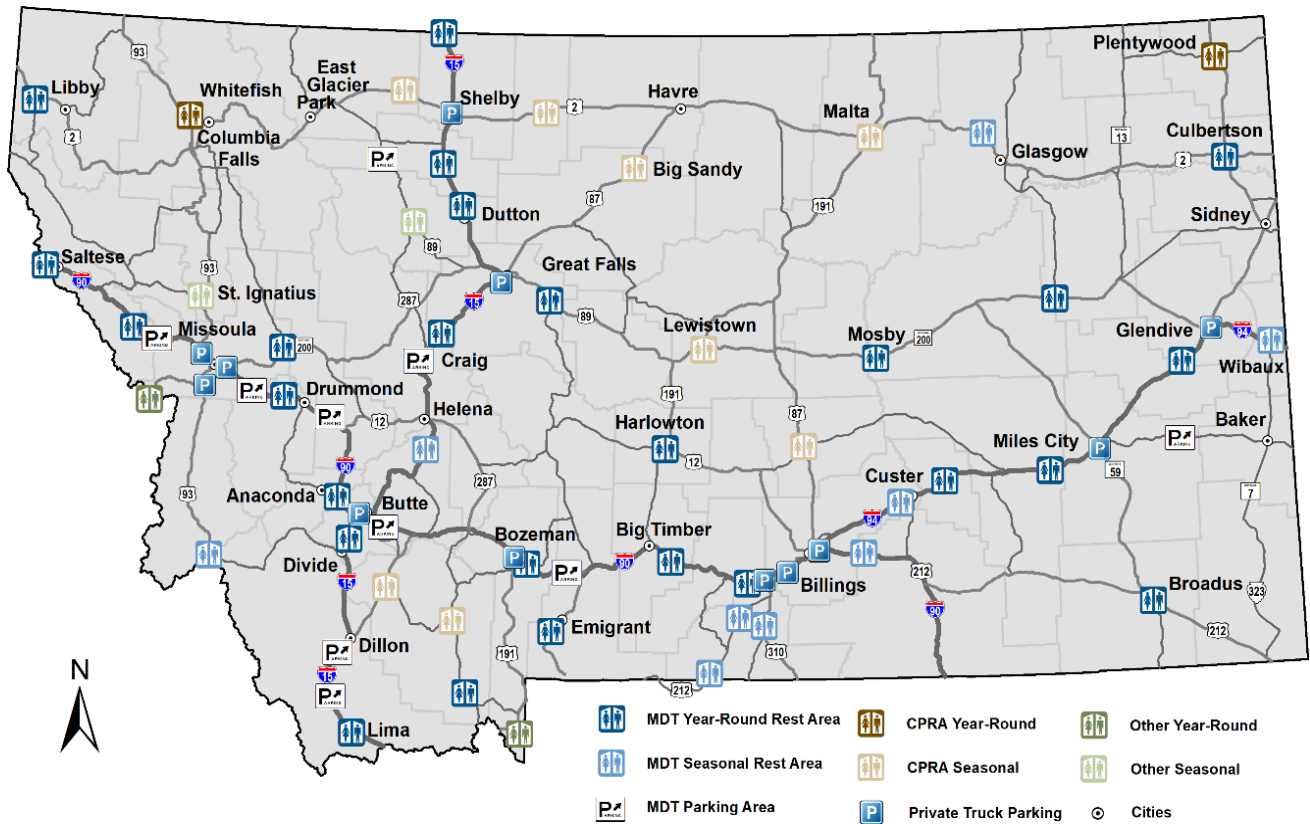 Plentywood
93
15
East
Glacier
Park
Libby
Whitefish
Shelby
Havre
Malta
2
Columbia
Falls
2
13
Culbertson
Glasgow
2
Big Sandy
87
191
Sidney
Dutton
89
Saltese
93
Great Falls
90
St. Ignatius
287
15
89
Lewistown
Mosby
200
Glendive
94
Missoula
200
Craig
Wibaux
Drummond
191
Helena
12
87
Harlowton
Baker
12
Miles City
59
90
287
Custer
7
93
Anaconda
Butte
94
Big Timber
Bozeman
90
Divide
212
Billings
Broadus
323
15
90
Emigrant
212
Dillon
191
310
15
212
N
Lima
MDT Year-Round Rest Area
CPRA Year-Round
Other Year-Round
MDT Seasonal Rest Area
CPRA Seasonal
Other Seasonal
MDT Parking Area
Private Truck Parking
Cities